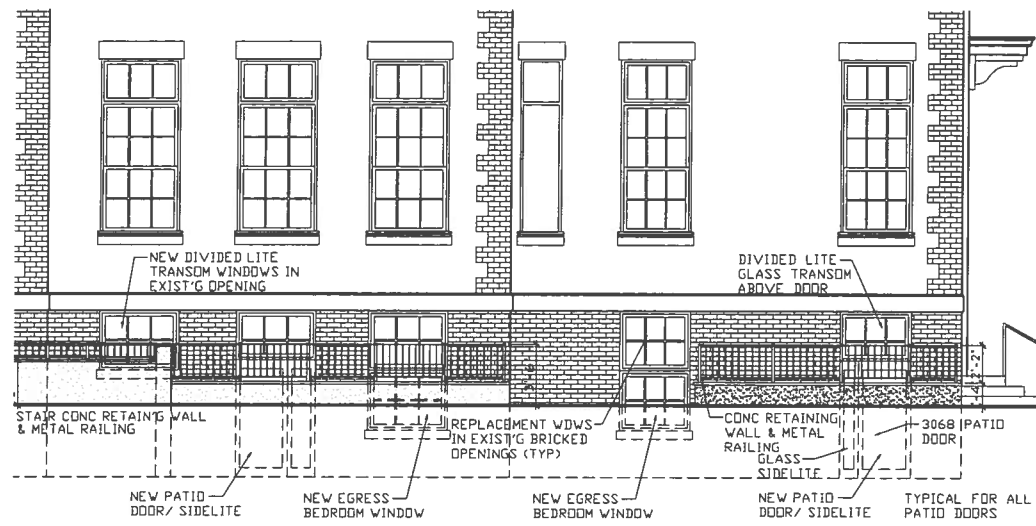 NEW DIVIDED LITE
TRANSOM WINDOWS IN
EXIST'G OPENING
DIVIDED LITE
GLASS TRANSOM
ABOVE DOOR
STAIR CONC RETAIN'G WALL
& METAL RAILING
REPLACEMENT WDWS
IN EXIST'G BRICKED
OPENINGS (TYP)
CONC RETAINING
WALL & METAL
RAILING
GLASS
SIDELITE
3068 PATIO
DOOR
NEW PATIO
DOOR/ SIDELITE
NEW EGRESS
BEDROOM WINDOW
NEW EGRESS
BEDROOM WINDOW
NEW PATIO
DOOR/ SIDELITE
TYPICAL FOR ALL
PATIO DOORS